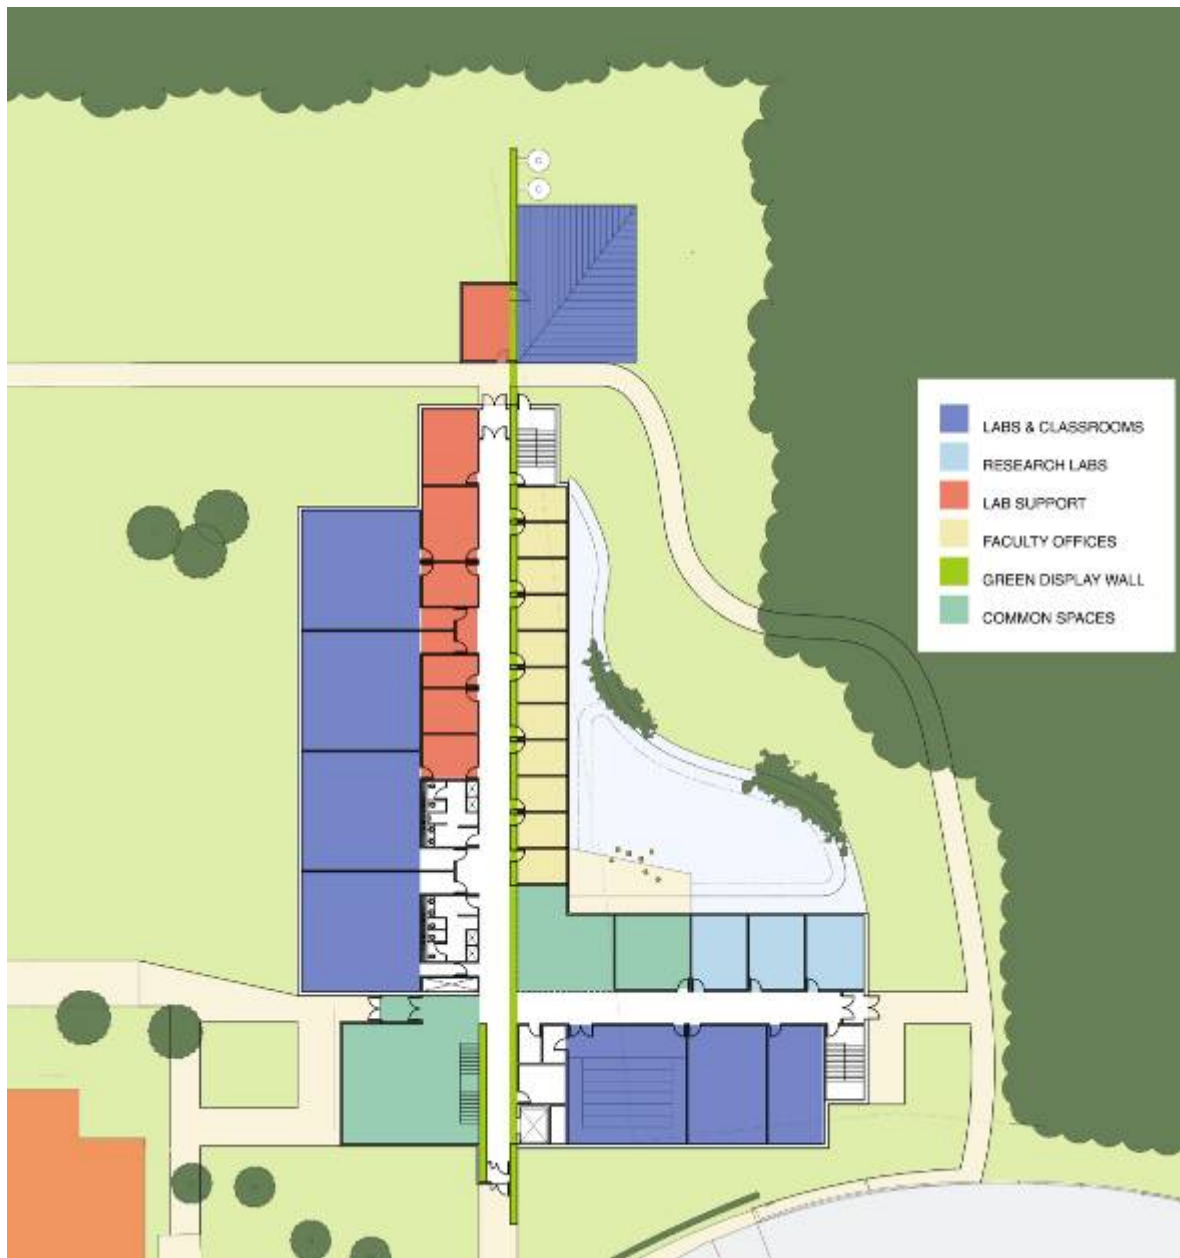 C
C
LABS & CLASSROOMS
RESEARCH LABS
LAB SUPPORT
FACULTY OFFICES
GREEN DISPLAY WALL
COMMON SPACES